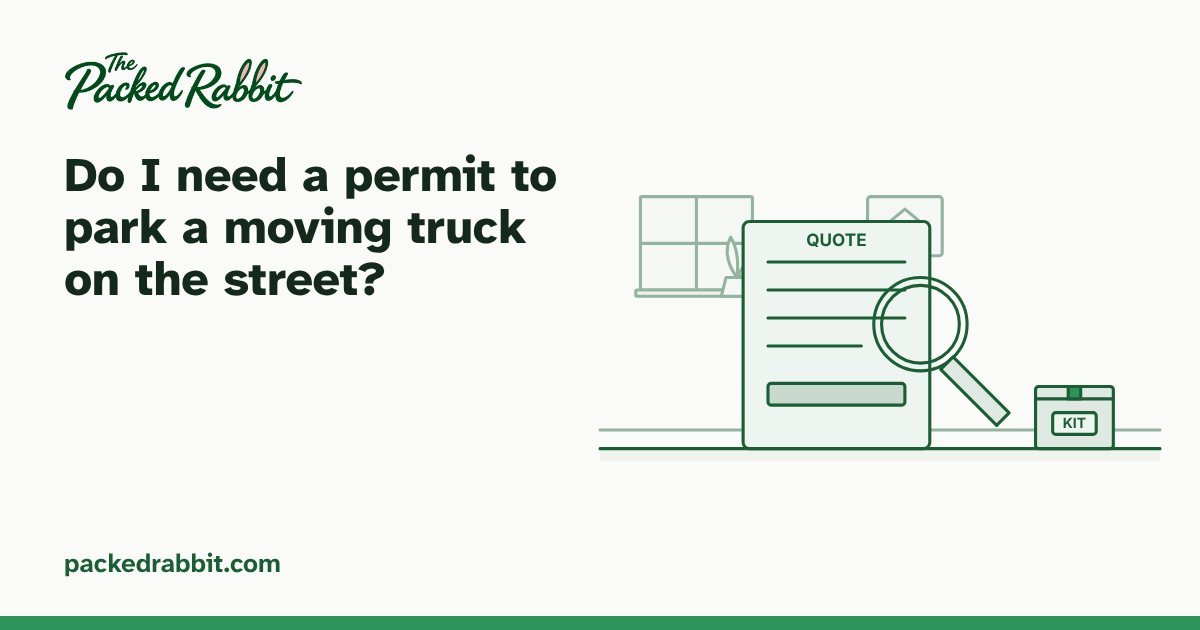 The
Packed Rabbit
Do I need a permit to
park a moving truck
on the street?
QUOTE
KIT
packedrabbit.com